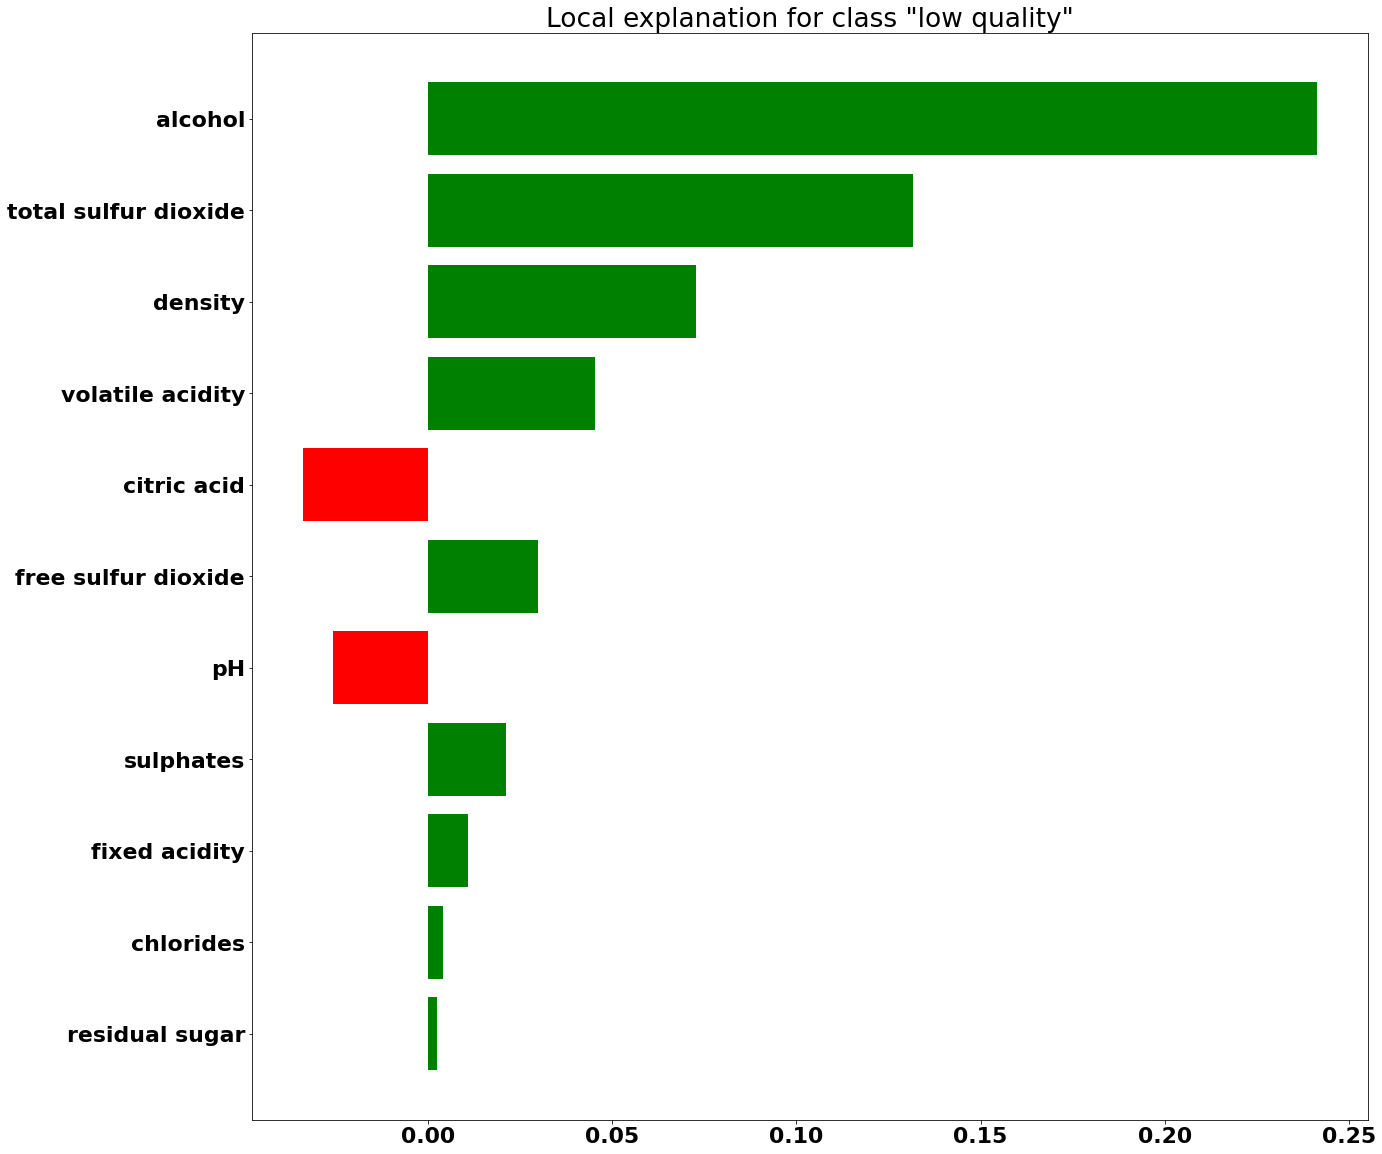 Local explanation for class "low quality"
alcohol
total sulfur dioxide
density
volatile acidity
citric acid
free sulfur dioxide
pH
sulphates
fixed acidity
chlorides
residual sugar
0.00 0.05 0.10 0.15 0.20 0.25